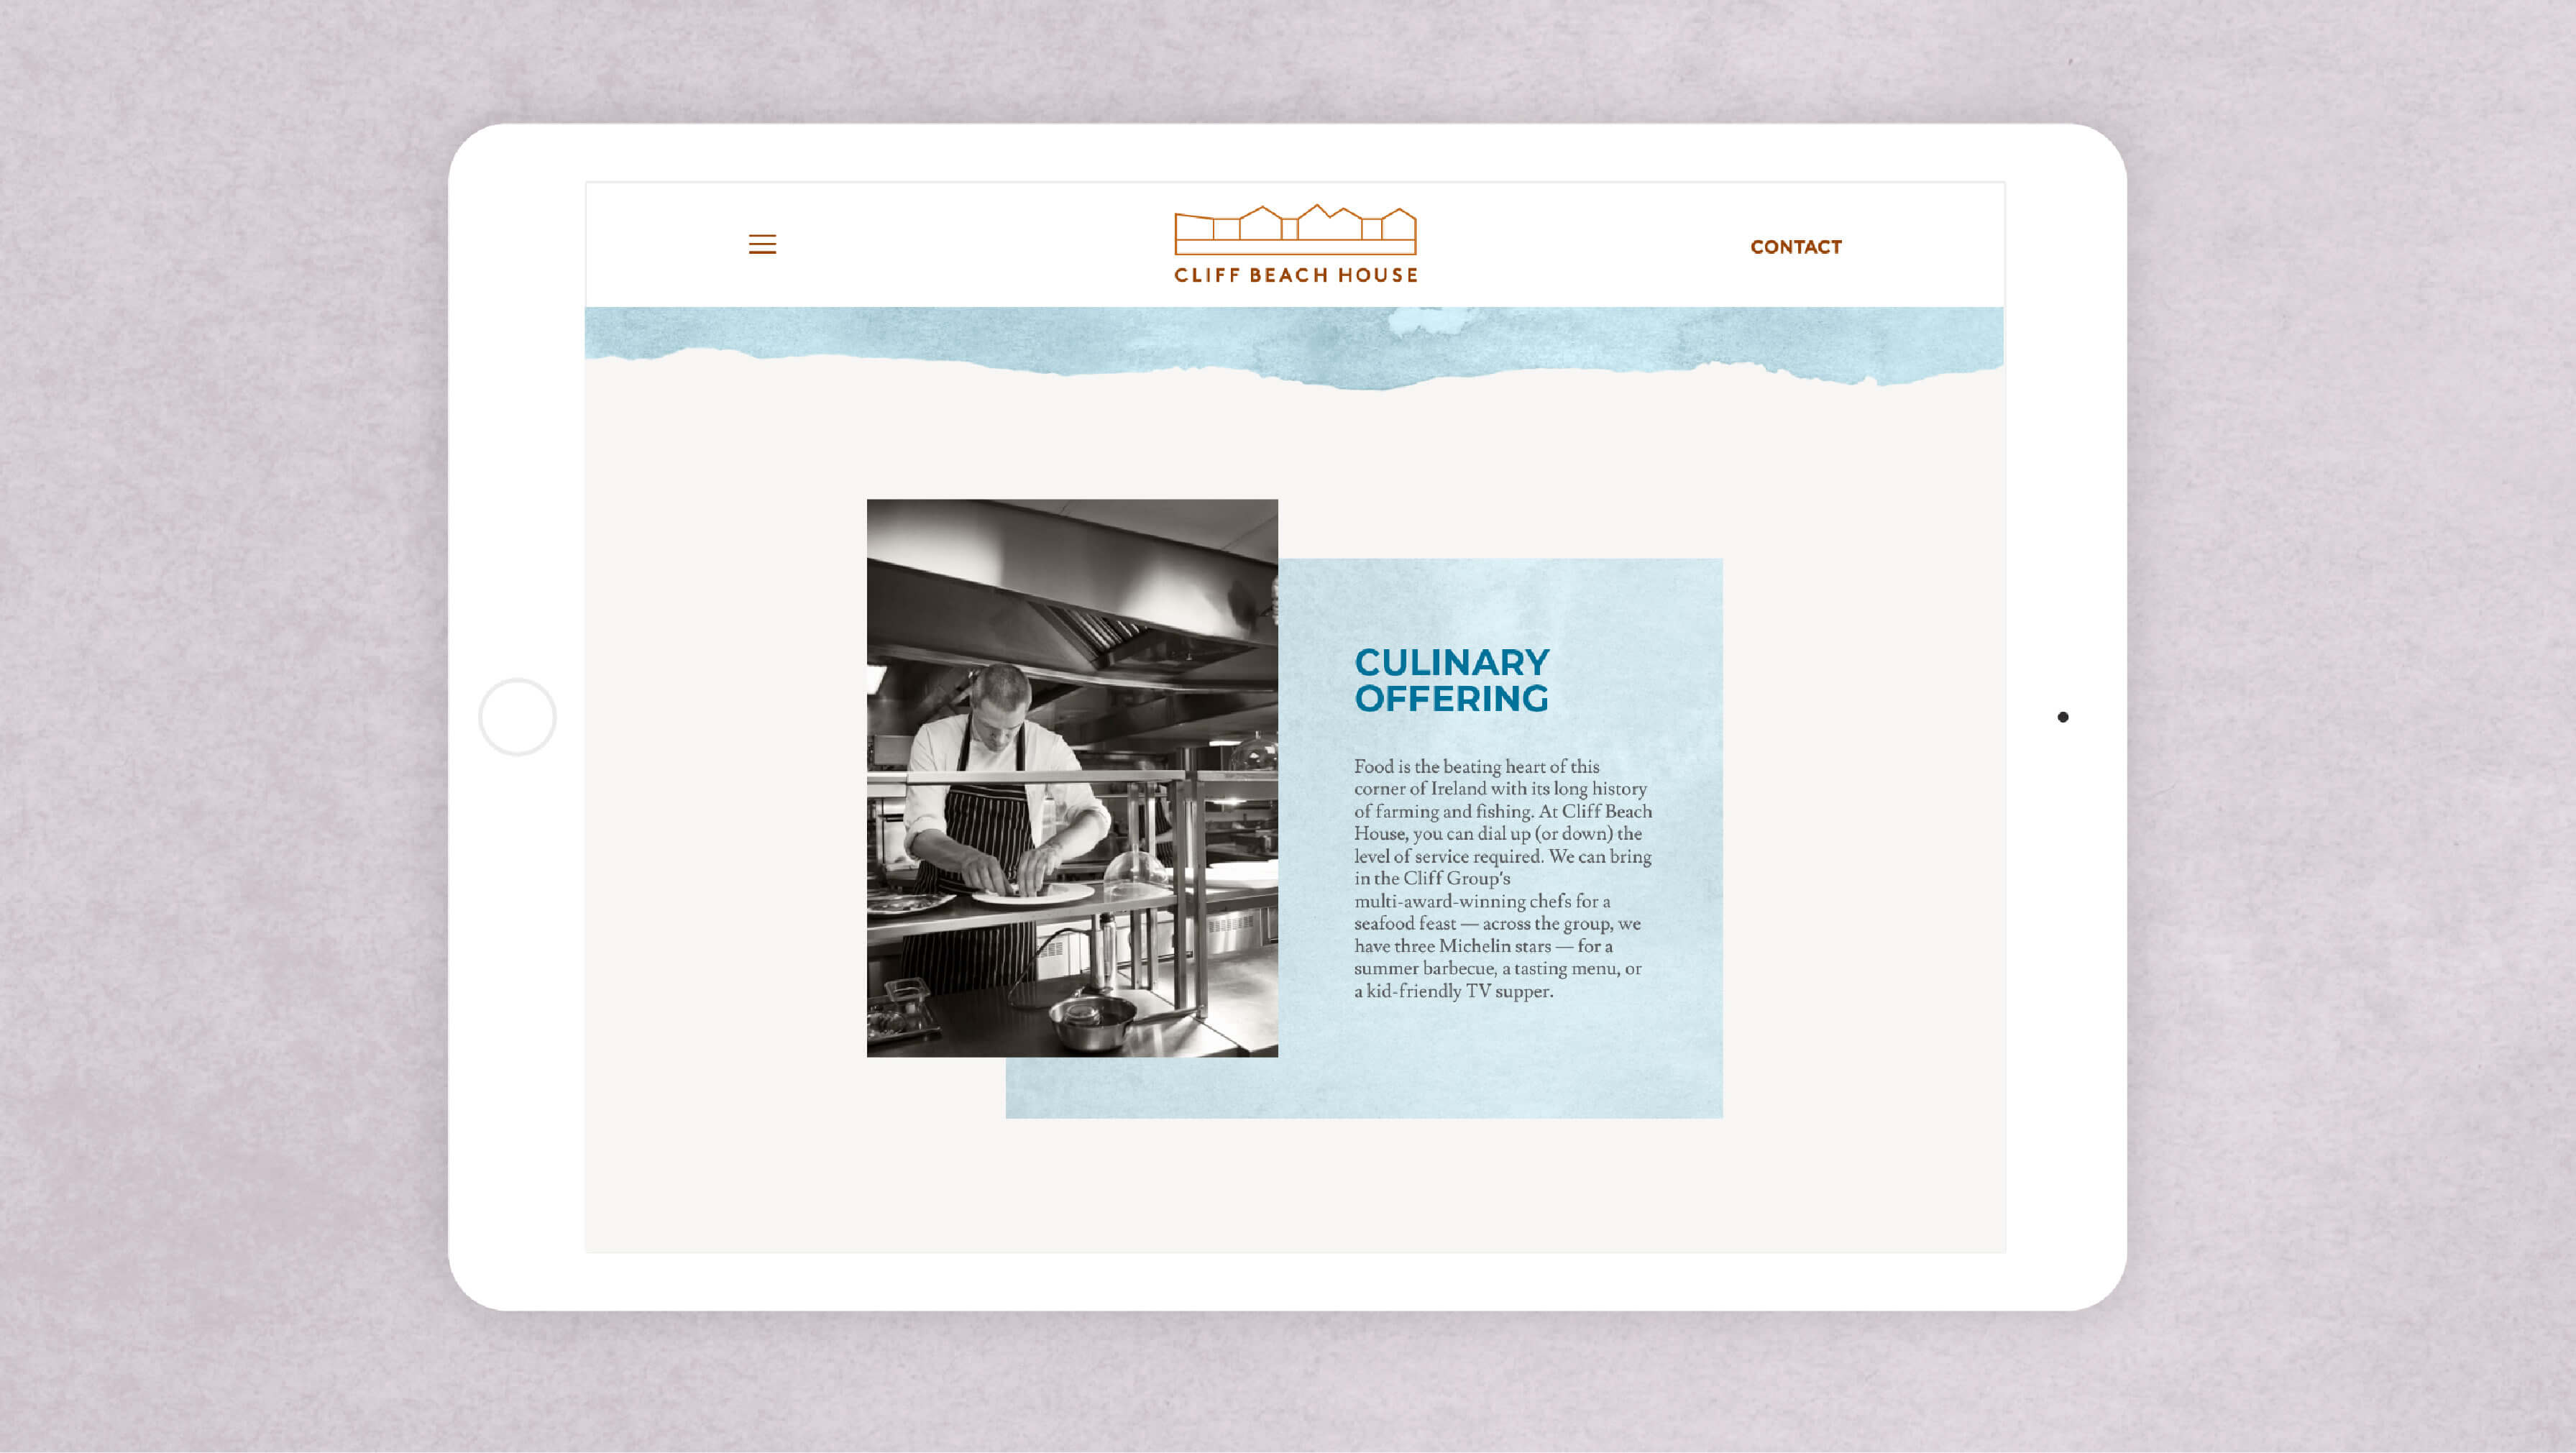 CLIFF BEACH HOUSE
CONTACT
CULINARY
OFFERING
Food is the beating heart of this
corner of Ireland with its long history
of farming and fishing. At Cliff Beach
House, you can dial up (or down) the
level of service required. We can bring
in the Cliff Group's
multi-award-winning chefs for a
seafood feast — across the group, we
have three Michelin stars — for a
summer barbecue, a tasting menu, or
a kid-friendly TV supper.